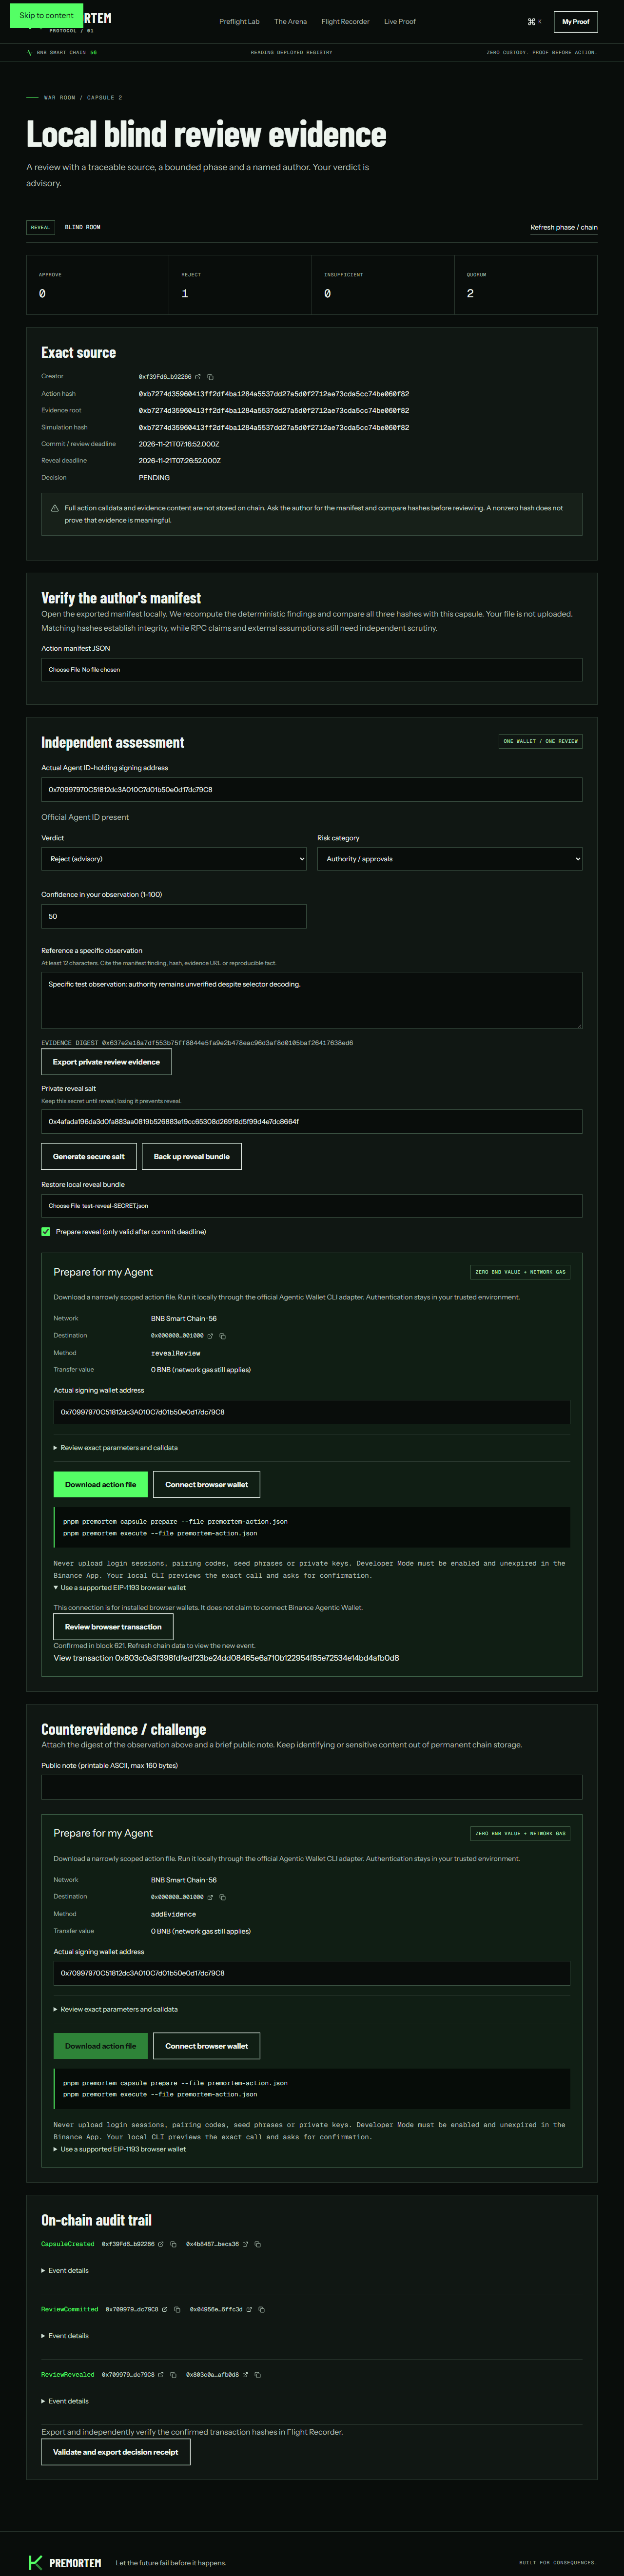 Skip to content
RTEM
PROTOCOL / 01
Preflight Lab
The Arena
Flight Recorder
Live Proof
K
My Proof
BNB SMART CHAIN 56
READING DEPLOYED REGISTRY
ZERO CUSTODY. PROOF BEFORE ACTION.
WAR ROOM / CAPSULE 2
Local blind review evidence
A review with a traceable source, a bounded phase and a named author. Your verdict is
advisory.
REVEAL
BLIND ROOM
Refresh phase / chain
APPROVE
0
REJECT
1
INSUFFICIENT
0
QUORUM
2
Exact source
Creator
0xf39Fd6…b92266
Action hash
Evidence root
Simulation hash
Commit / review deadline
2026-11-21T07:16:52.000Z
Reveal deadline
2026-11-21T07:26:52.000Z
Decision
PENDING
Full action calldata and evidence content are not stored on chain. Ask the author for the manifest and compare hashes before reviewing. A nonzero hash does not
prove that evidence is meaningful.
Verify the author's manifest
Open the exported manifest locally. We recompute the deterministic findings and compare all three hashes with this capsule. Your file is not uploaded.
Matching hashes establish integrity, while RPC claims and external assumptions still need independent scrutiny.
Action manifest JSON
Choose File No file chosen
Independent assessment
ONE WALLET / ONE REVIEW
Actual Agent ID-holding signing address
0x70997970C51812dc3A010C7d01b50e0d17dc79C8
Official Agent ID present
Verdict
Risk category
Reject (advisory)
Authority / approvals
Confidence in your observation (1-100)
50
Reference a specific observation
At least 12 characters. Cite the manifest finding, hash, evidence URL or reproducible fact.
Specific test observation: authority remains unverified despite selector decoding.
EVIDENCE DIGEST
Export private review evidence
Private reveal salt
Keep this secret until reveal; losing it prevents reveal.
Generate secure salt
Back up reveal bundle
Restore local reveal bundle
Choose File test-reveal-SECRET.json
Prepare reveal (only valid after commit deadline)
Prepare for my Agent
ZERO BNB VALUE + NETWORK GAS
Download a narrowly scoped action file. Run it locally through the official Agentic Wallet CLI adapter. Authentication stays in your trusted environment.
Network
BNB Smart Chain · 56
Destination
0x000000…001000
Method
revealReview
Transfer value
0 BNB (network gas still applies)
Actual signing wallet address
0x70997970C51812dc3A010C7d01b50e0d17dc79C8
Review exact parameters and calldata
Download action file
Connect browser wallet
pnpm premortem capsule prepare --file premortem-action.json
pnpm premortem execute --file premortem-action.json
Never upload login sessions, pairing codes, seed phrases or private keys. Developer Mode must be enabled and unexpired in the
Binance App. Your local CLI previews the exact call and asks for confirmation.
Use a supported EIP-1193 browser wallet
This connection is for installed browser wallets. It does not claim to connect Binance Agentic Wallet.
Review browser transaction
Confirmed in block 621. Refresh chain data to view the new event.
View transaction
Counterevidence / challenge
Attach the digest of the observation above and a brief public note. Keep identifying or sensitive content out of permanent chain storage.
Public note (printable ASCII, max 160 bytes)
Prepare for my Agent
ZERO BNB VALUE + NETWORK GAS
Download a narrowly scoped action file. Run it locally through the official Agentic Wallet CLI adapter. Authentication stays in your trusted environment.
Network
BNB Smart Chain · 56
Destination
0x000000…001000
Method
addEvidence
Transfer value
0 BNB (network gas still applies)
Actual signing wallet address
0x70997970C51812dc3A010C7d01b50e0d17dc79C8
Review exact parameters and calldata
Download action file
Connect browser wallet
pnpm premortem capsule prepare --file premortem-action.json
pnpm premortem execute --file premortem-action.json
Never upload login sessions, pairing codes, seed phrases or private keys. Developer Mode must be enabled and unexpired in the
Binance App. Your local CLI previews the exact call and asks for confirmation.
Use a supported EIP-1193 browser wallet
On-chain audit trail
CapsuleCreated 0xf39Fd6…b92266 0x4b8487…beca36
Event details
ReviewCommitted 0x709979…dc79C8 0x04956e…6ffc3d
Event details
ReviewRevealed 0x709979…dc79C8 0x803c0a…afb0d8
Event details
Export and independently verify the confirmed transaction hashes in Flight Recorder.
Validate and export decision receipt
PREMORTEM
Let the future fail before it happens.
BUILT FOR CONSEQUENCES.